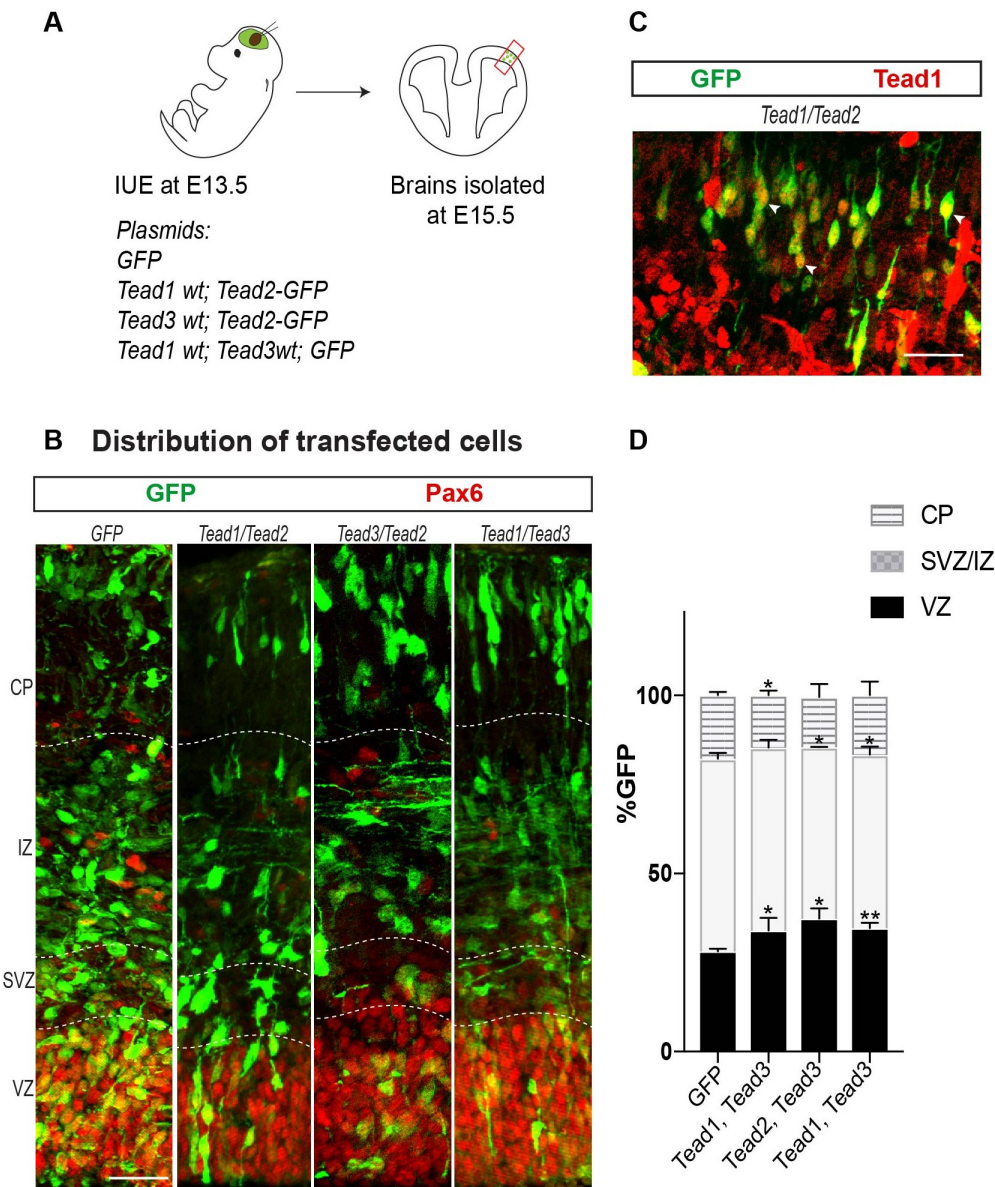 A
IUE at E13.5
Brains isolated
at E15.5
Plasmids:
GFP
Tead1 wt; Tead2-GFP
Tead3 wt; Tead2-GFP
Tead1 wt; Tead3wt; GFP
C
GFP Tead1
Tead1/Tead2
B Distribution of transfected cells
GFP Pax6
GFP Tead1/Tead2 Tead3/Tead2 Tead1/Tead3
CP
IZ
SVZ
VZ
D
CP
SVZ/IZ
VZ
%GFP
100
50
0
* * *
* * **
GFP
Tead1, Tead3
Tead2, Tead3
Tead1, Tead3